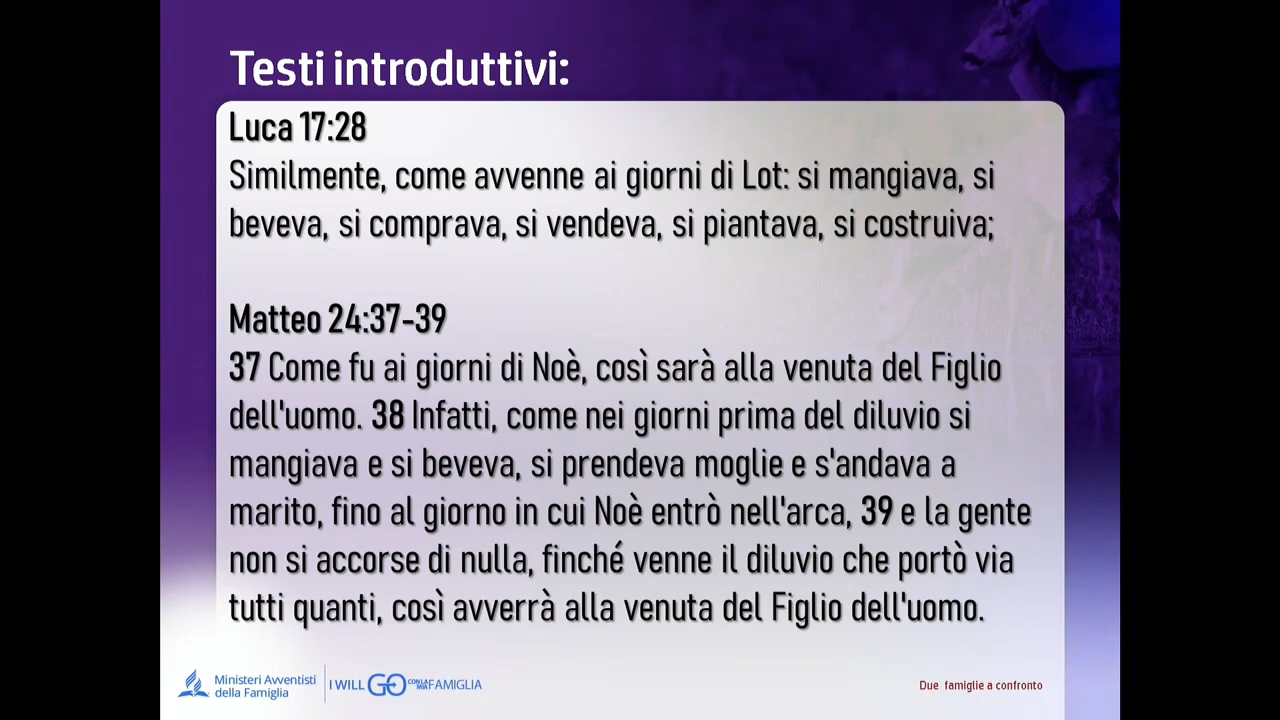 Testi introduttivi:
Luca 17:28
Similmente, come avvenne ai giorni di Lot: si mangiava, si
beveva, si comprava, si vendeva, si piantava, si costruiva;
Matteo 24:37-39
37 Come fu ai giorni di Noè, così sarà alla venuta del Figlio
dell'uomo. 38 Infatti, come nei giorni prima del diluvio si
mangiava e si beveva, si prendeva moglie e s'andava a
marito, fino al giorno in cui Noè entrò nell'arca, 39 e la gente
non si accorse di nulla, finché venne il diluvio che portò via
tutti quanti, così avverrà alla venuta del Figlio dell'uomo.
Ministeri Avventisti
della Famiglia
I WILL GO CON LA MIA FAMIGLIA
Due famiglie a confronto